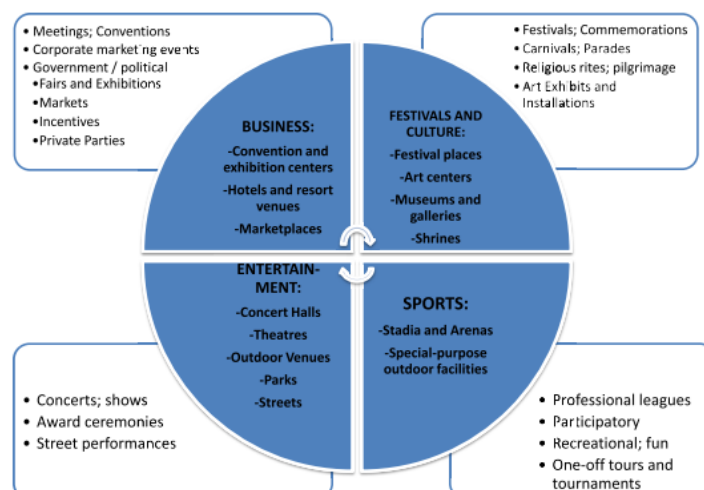 • Meetings; Conventions
• Corporate marketing events
• Government / political
•Fairs and Exhibitions
•Markets
•Incentives
•Private Parties
• Festivals; Commemorations
• Carnivals; Parades
• Religious rites; pilgrimage
• Art Exhibits and
Installations
BUSINESS:
-Convention and
exhibition centers
-Hotels and resort
venues
-Marketplaces
FESTIVALS AND
CULTURE:
-Festival places
-Art centers
-Museums and
galleries
-Shrines
ENTERTAIN-
MENT:
-Concert Halls
-Theatres
-Outdoor Venues
-Parks
-Streets
SPORTS:
-Stadia and Arenas
-Special-purpose
outdoor facilities
• Concerts; shows
• Award ceremonies
• Street performances
• Professional leagues
• Participatory
• Recreational; fun
• One-off tours and
tournaments